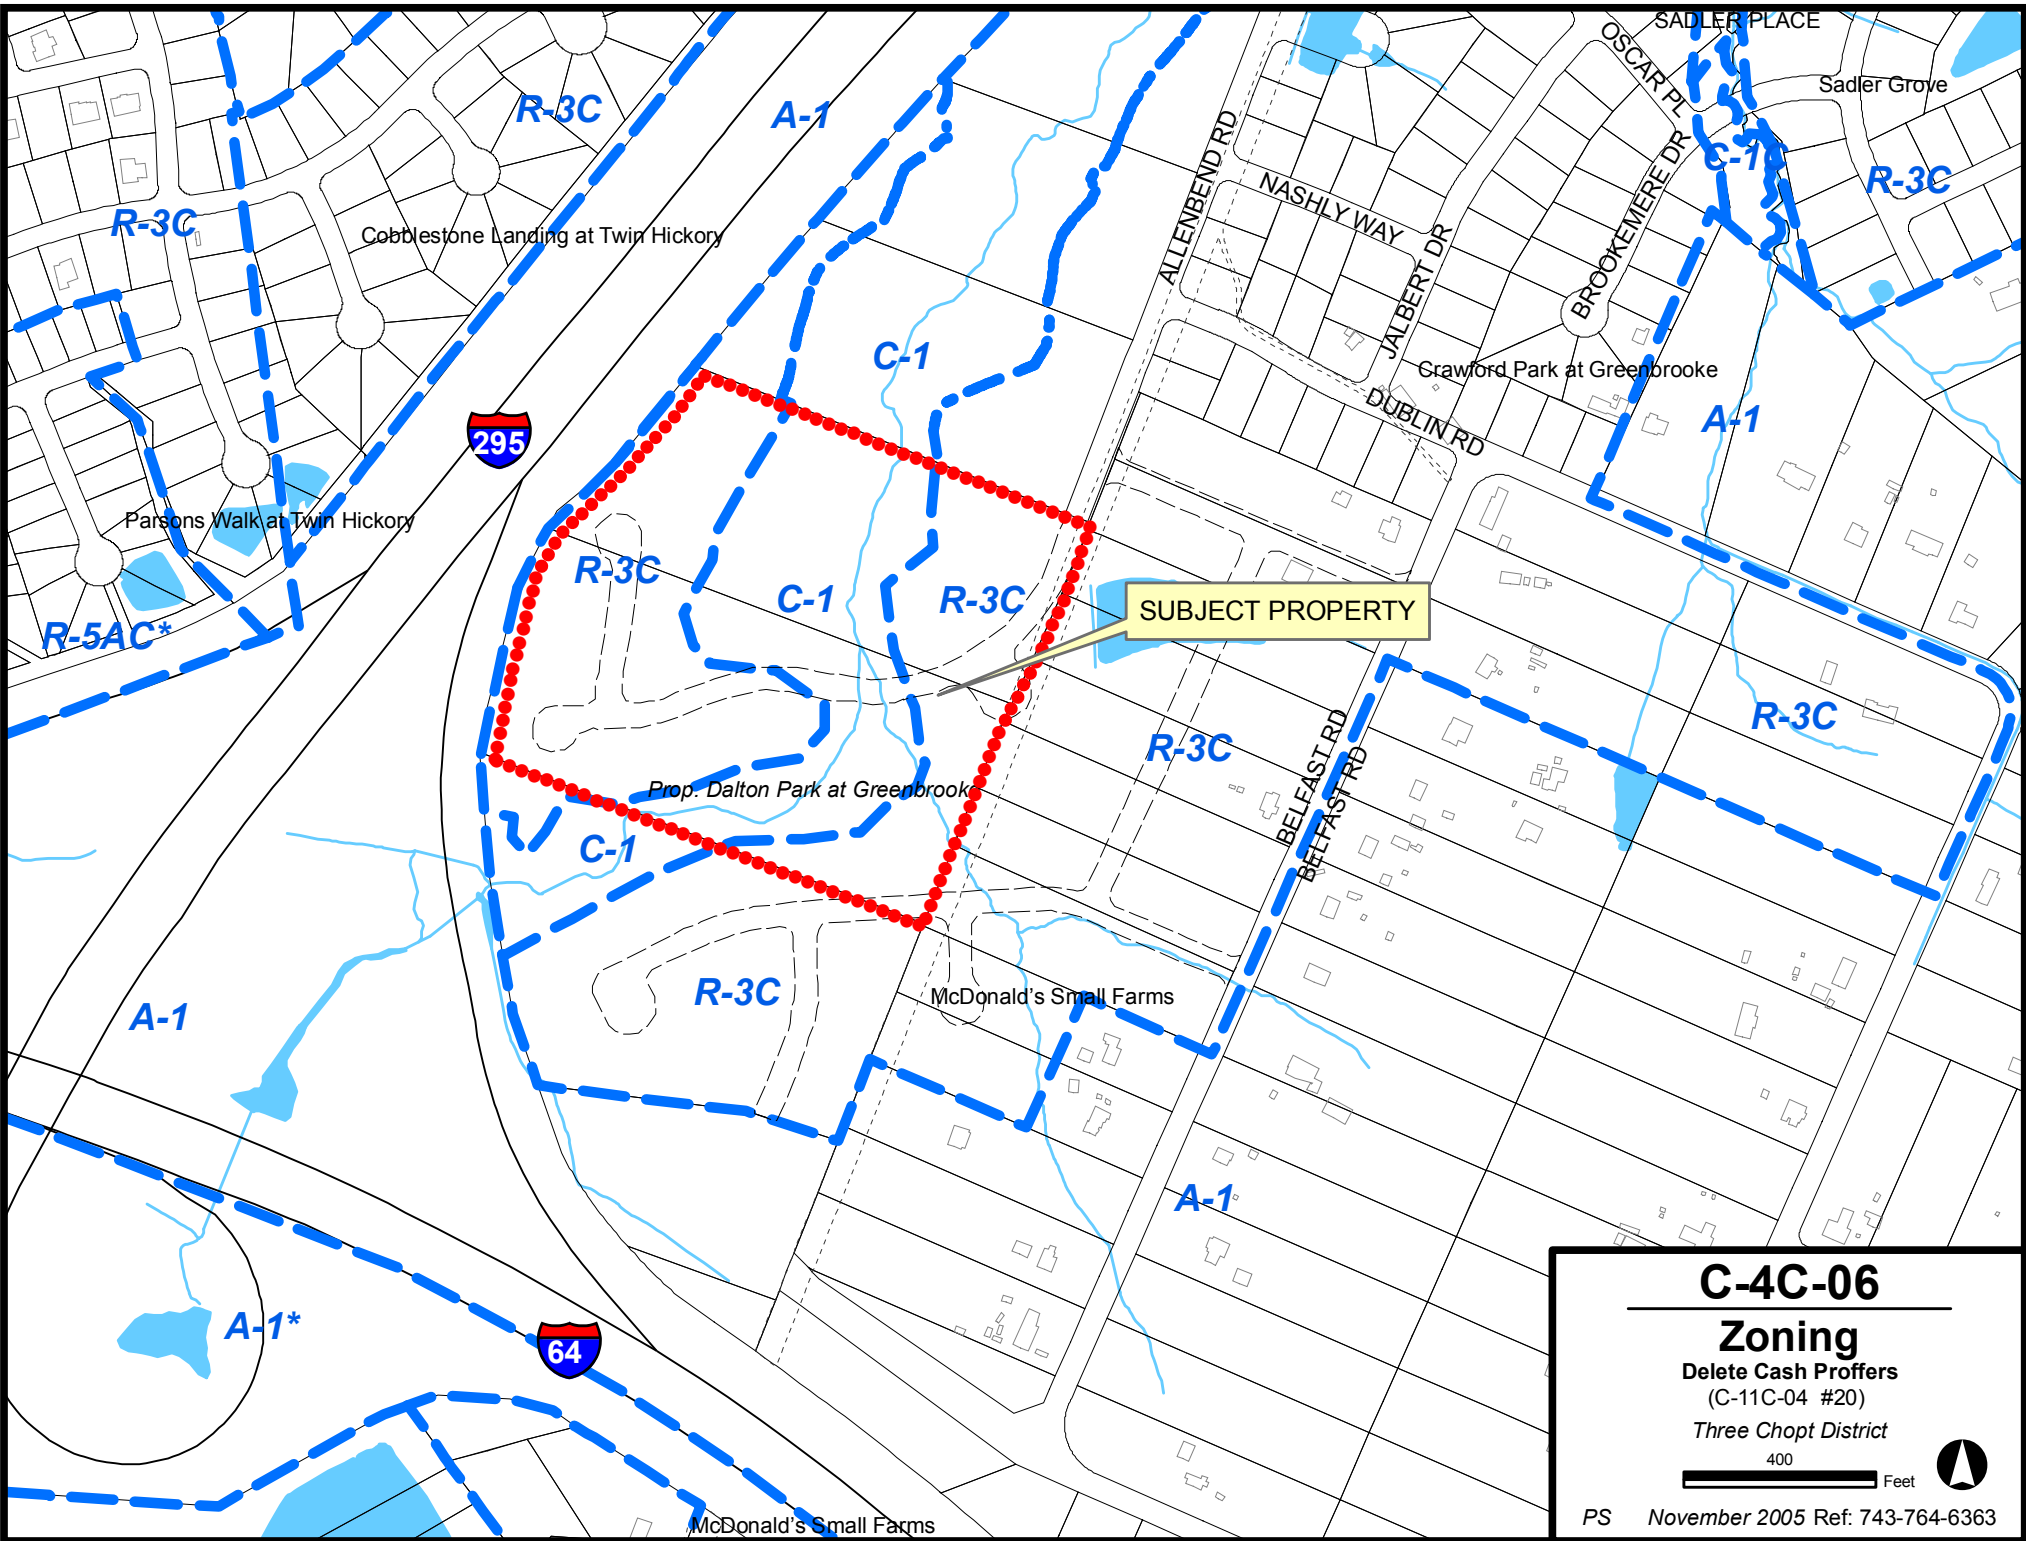 SADLER PLACE
OSCAR PL
Sadler Grove
R-3C
A-1
ALLENBEND RD
BROOKEMERE DR
C-1C
R-3C
NASHLY WAY
R-3C
Cobblestone Landing at Twin Hickory
JALBERT DR
C-1
Crawford Park at Greenbrooke
DUBLIN RD
A-1
295
Parsons Walk at Twin Hickory
R-3C
C-1
R-3C
SUBJECT PROPERTY
R-5AC*
R-3C
R-3C
BELFAST RD
BELFAST RD
Prop. Dalton Park at Greenbrooke
C-1
R-3C
McDonald's Small Farms
A-1
A-1
A-1*
64
McDonald's Small Farms
C-4C-06
Zoning
Delete Cash Proffers
(C-11C-04 #20)
Three Chopt District
400
Feet
PS November 2005 Ref: 743-764-6363